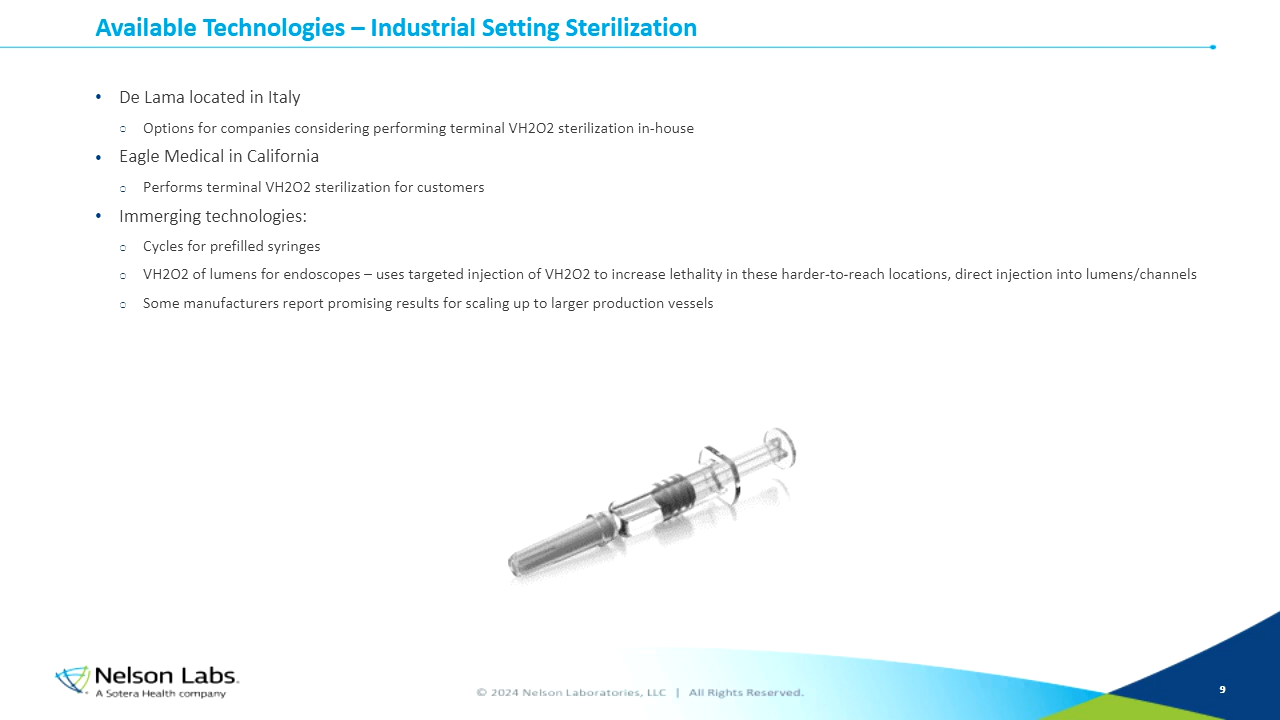 Available Technologies – Industrial Setting Sterilization
• De Lama located in Italy
○ Options for companies considering performing terminal VH2O2 sterilization in-house
• Eagle Medical in California
○ Performs terminal VH2O2 sterilization for customers
• Immerging technologies:
○ Cycles for prefilled syringes
○ VH2O2 of lumens for endoscopes – uses targeted injection of VH2O2 to increase lethality in these harder-to-reach locations, direct injection into lumens/channels
○ Some manufacturers report promising results for scaling up to larger production vessels
Nelson Labs.
A Sotera Health company
© 2024 Nelson Laboratories, LLC | All Rights Reserved.
9